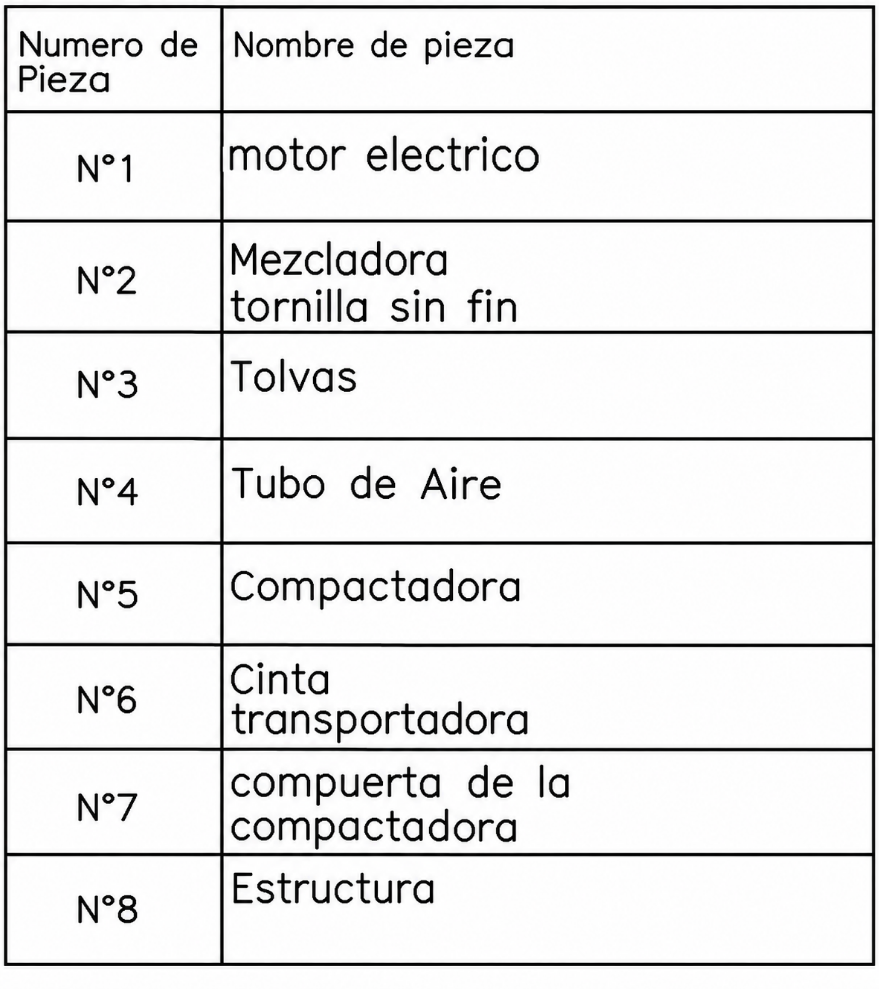 Numero de
Pieza
Nombre de pieza
N°1
motor electrico
N°2
Mezcladora
tornilla sin fin
N°3
Tolvas
N°4
Tubo de Aire
N°5
Compactadora
N°6
Cinta
transportadora
N°7
compuerta de la
compactadora
N°8
Estructura